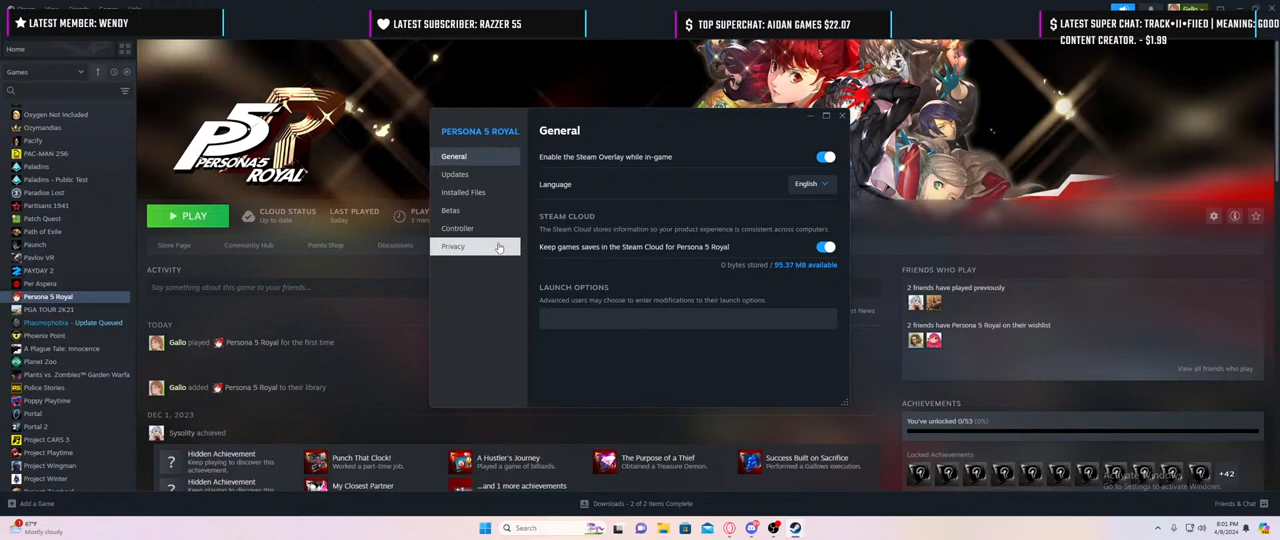 LATEST MEMBER: WENDY
LATEST SUBSCRIBER: RAZZER 55
TOP SUPERCHAT: AIDAN GAMES $22.07
LATEST SUPER CHAT: TRACK•II•FIIED | MEANING: GOOD
CONTENT CREATOR. - $1.99
Home
Games
Oxygen Not Included
Ozymandias
Pacify
PAC-MAN 256
Paladins
Paladins - Public Test
Paradise Lost
Partisans 1941
Patch Quest
Path of Exile
Paunch
Pavlov VR
PAYDAY 2
Per Aspera
Persona 5 Royal
PGA TOUR 2K21
Phasmophobia - Update Queued
Phoenix Point
A Plague Tale: Innocence
Planet Zoo
Plants vs. Zombies™ Garden Warfa
Police Stories
Poppy Playtime
Portal
Portal 2
Project CARS 3
Project Playtime
Project Wingman
Project Winter
Add a Game
P5R
PERSONA5
ROYAL
PLAY
CLOUD STATUS
Up to date
LAST PLAYED
Today
Store Page
Community Hub
Points Shop
Discussions
ACTIVITY
Say something about this game to your friends...
TODAY
Gallo played Persona 5 Royal for the first time
Gallo added Persona 5 Royal to their library
DEC 1, 2023
Sysolity achieved
Hidden Achievement
Keep playing to discover this achievement.
Punch That Clock!
Worked a part-time job.
A Hustler's Journey
Played a game of billiards.
The Purpose of a Thief
Obtained a Treasure Demon.
Success Built on Sacrifice
Performed a Gallows execution.
Hidden Achievement
My Closest Partner
...and 1 more achievements
PERSONA 5 ROYAL
General
Updates
Installed Files
Betas
Controller
Privacy
General
Enable the Steam Overlay while in-game
Language
English
STEAM CLOUD
The Steam Cloud stores information so your product experience is consistent across computers.
Keep games saves in the Steam Cloud for Persona 5 Royal
0 bytes stored / 95.37 MB available
LAUNCH OPTIONS
Advanced users may choose to enter modifications to their launch options.
FRIENDS WHO PLAY
2 friends have played previously
2 friends have Persona 5 Royal on their wishlist
View all friends who play
ACHIEVEMENTS
You've unlocked 0/53 (0%)
Locked Achievements
+42
Activate Windows
Go to Settings to activate Windows.
Downloads - 2 of 2 Items Complete
Friends & Chat
67°F
Mostly cloudy
Search
8:01 PM
4/9/2024